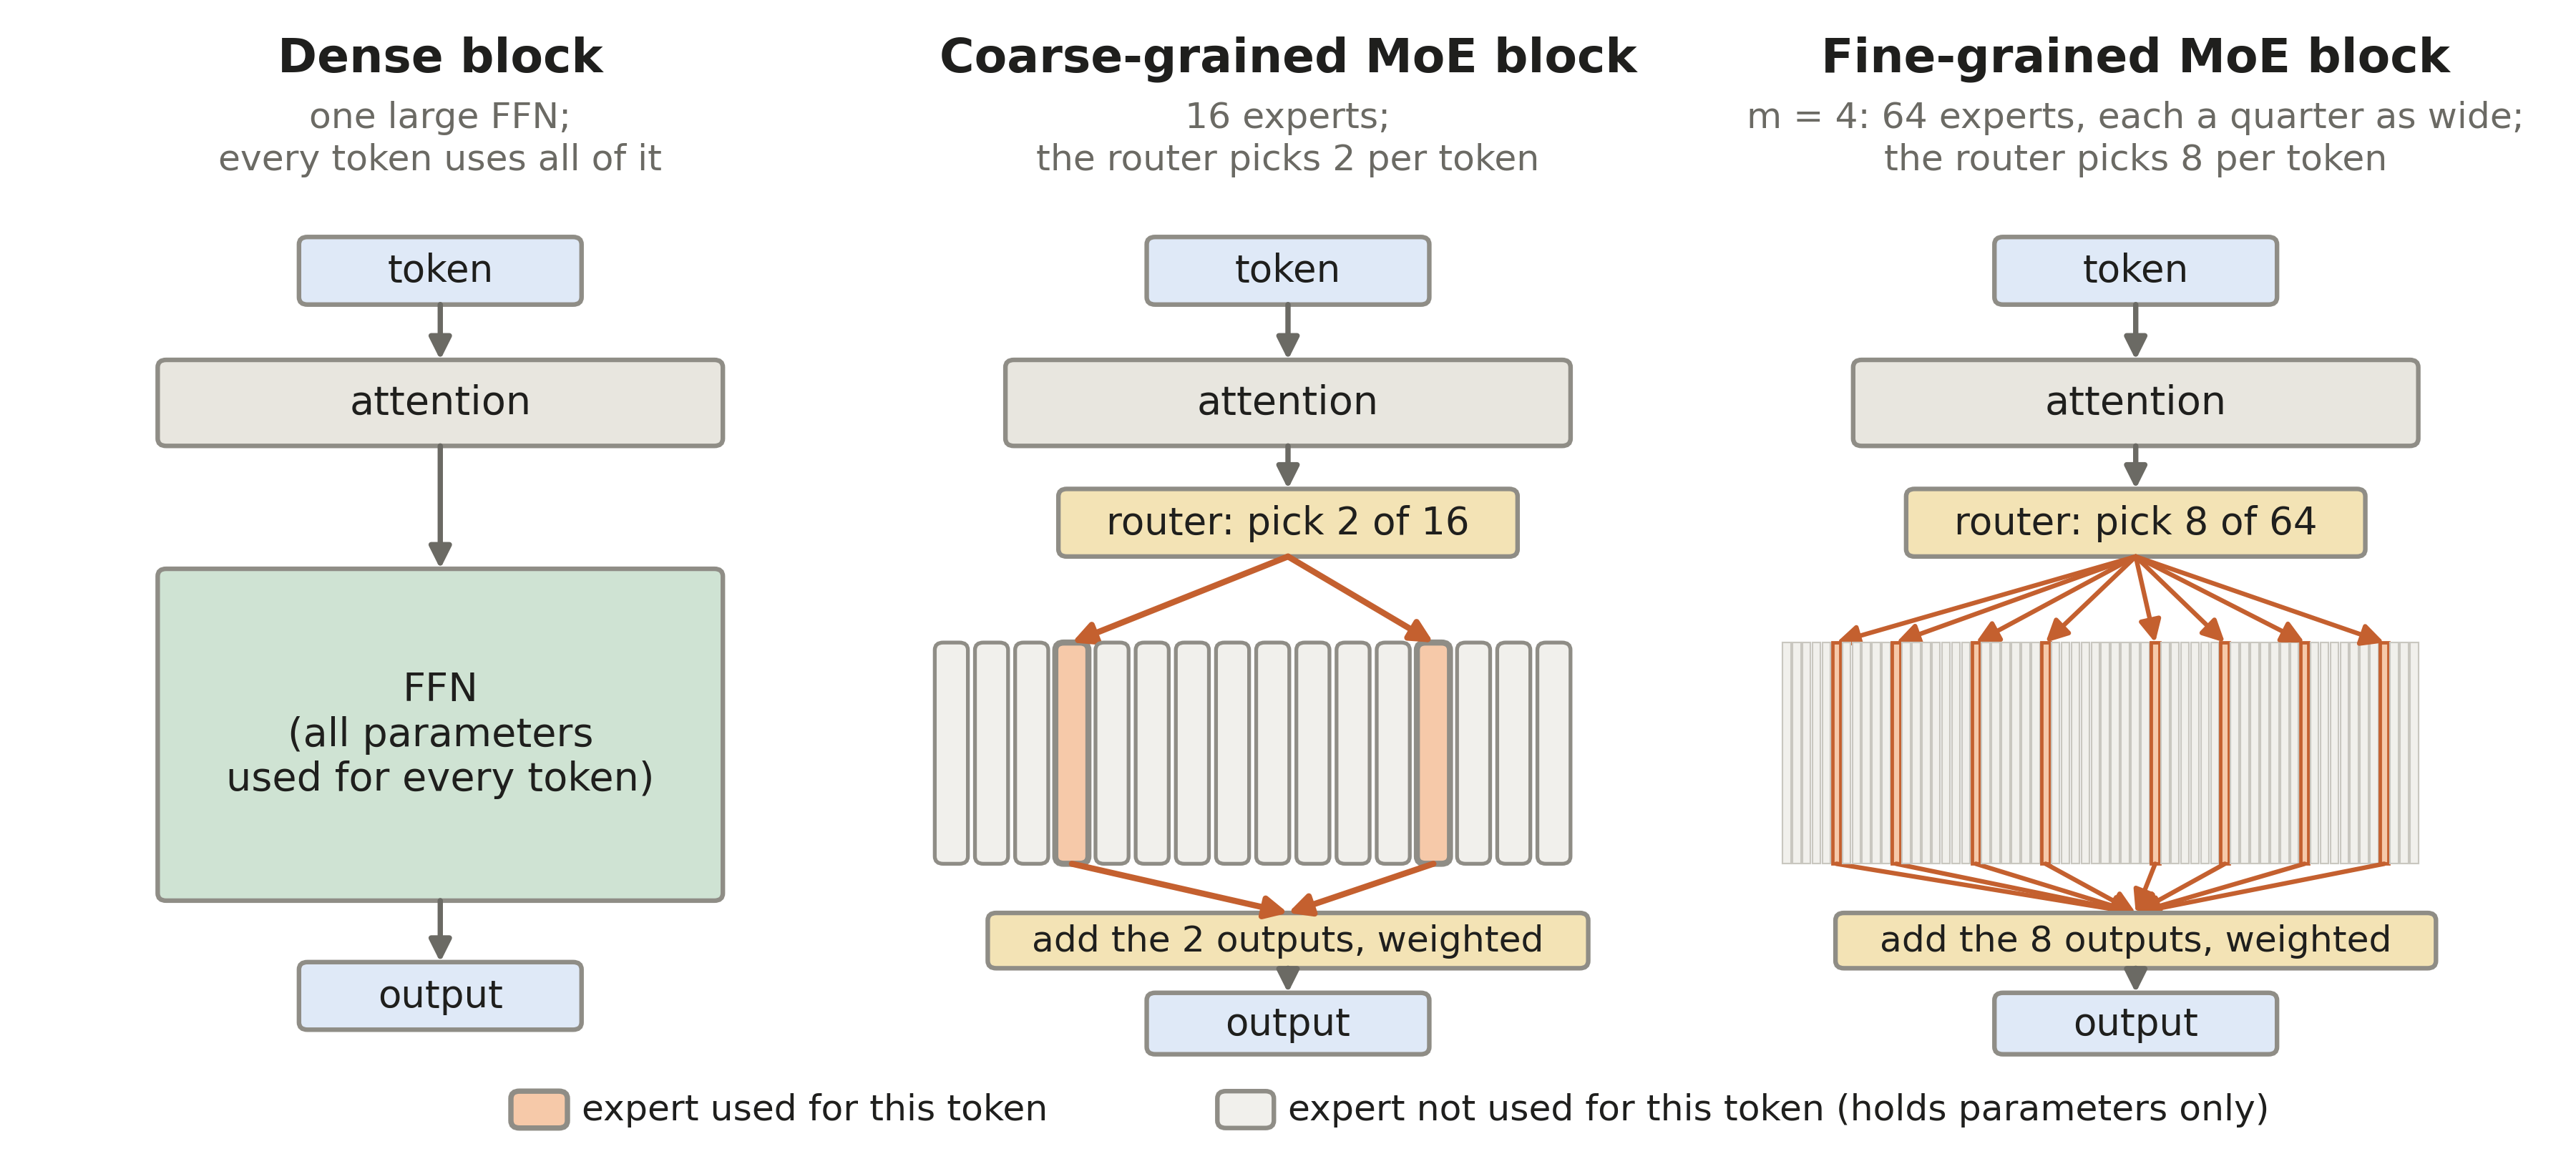 Dense block
one large FFN;
every token uses all of it
token
attention
FFN
(all parameters
used for every token)
output
Coarse-grained MoE block
16 experts;
the router picks 2 per token
token
attention
router: pick 2 of 16
add the 2 outputs, weighted
output
Fine-grained MoE block
m = 4: 64 experts, each a quarter as wide;
the router picks 8 per token
token
attention
router: pick 8 of 64
add the 8 outputs, weighted
output
expert used for this token
expert not used for this token (holds parameters only)